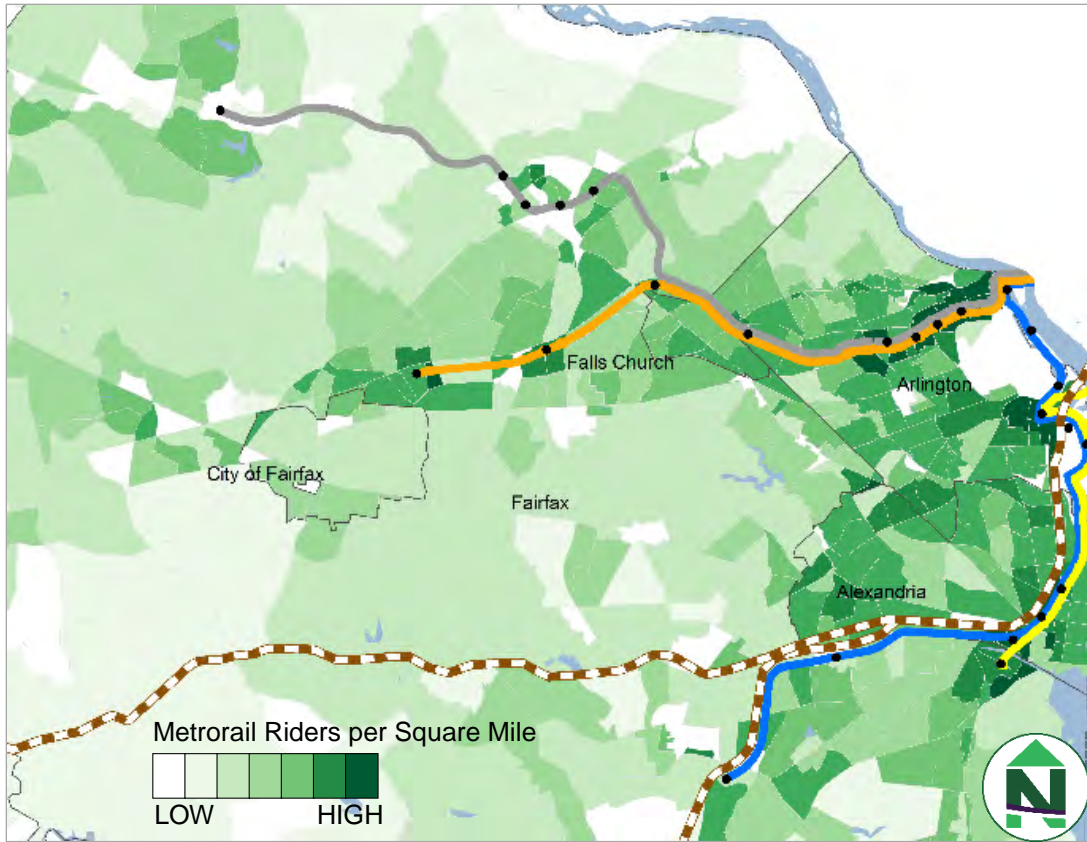 Falls Church
Arlington
City of Fairfax
Fairfax
Alexandria
Metrorail Riders per Square Mile
LOW HIGH
N